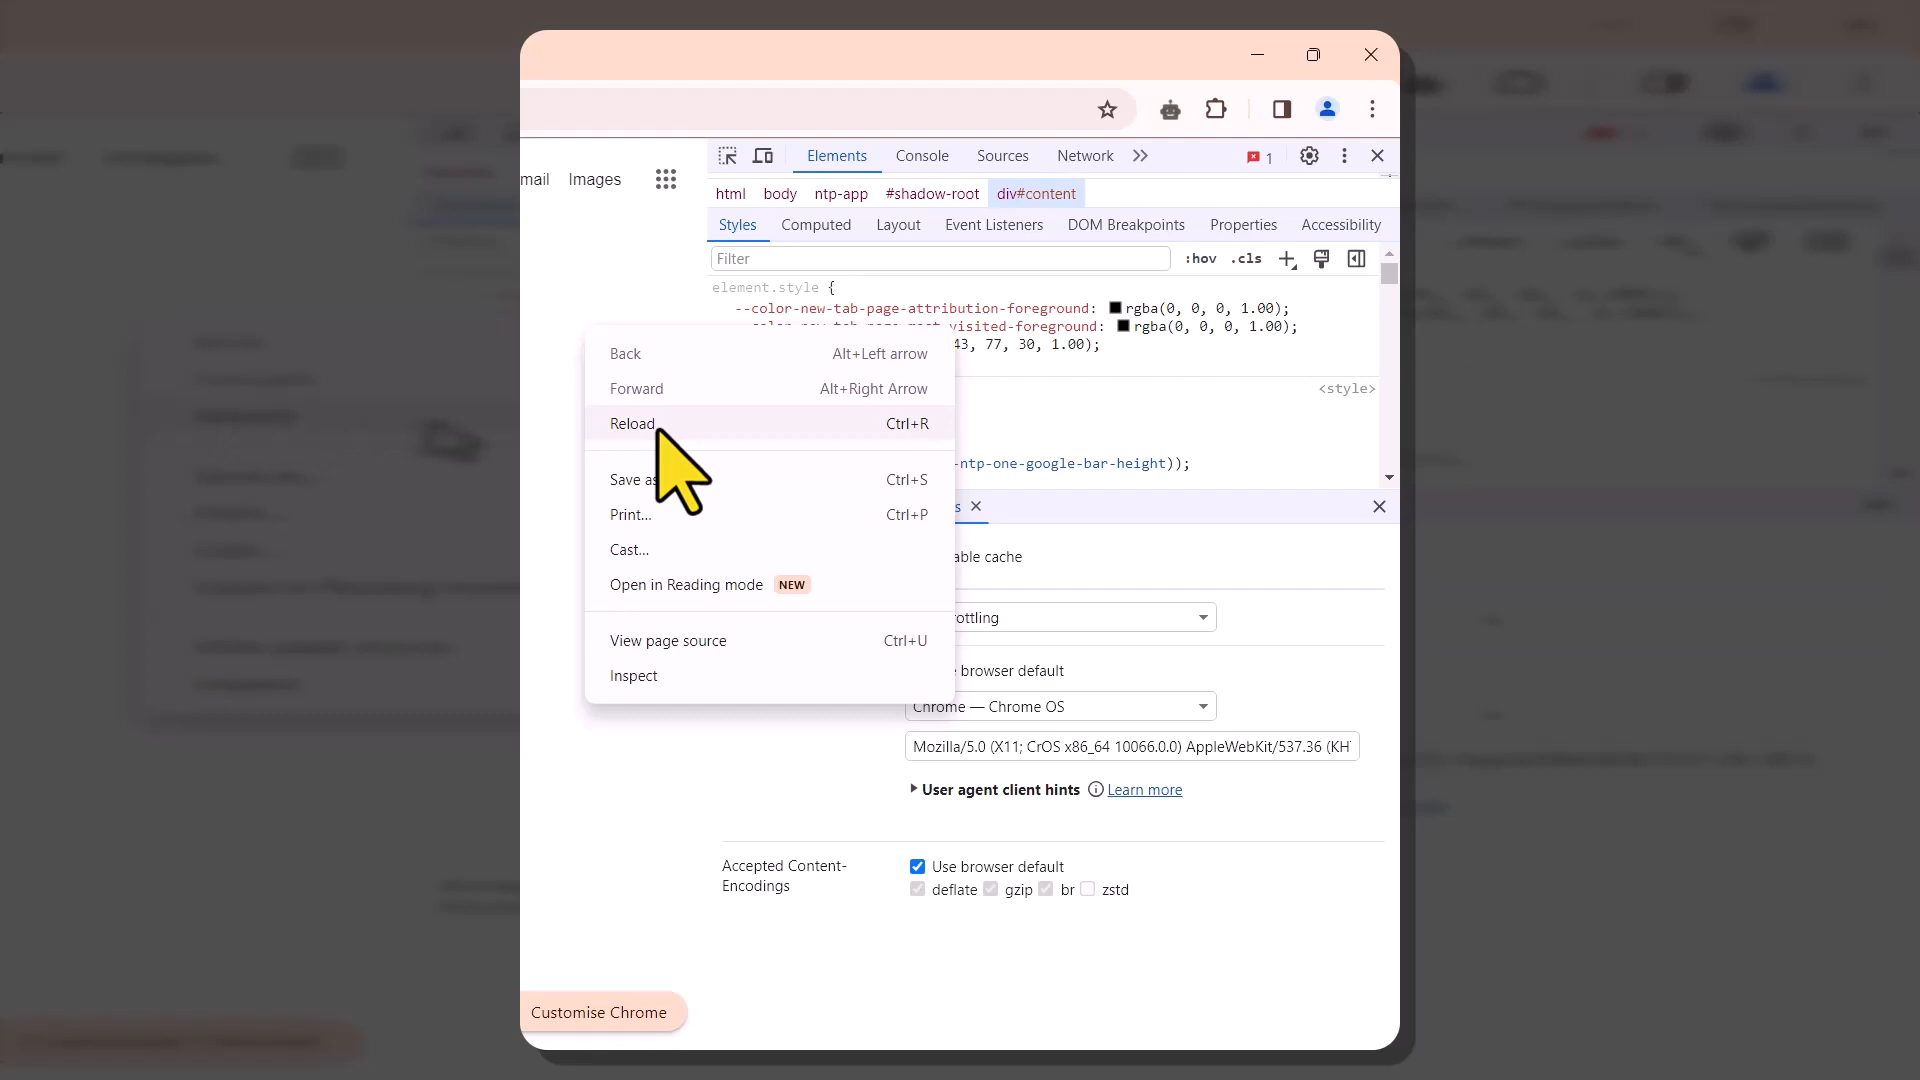 mail Images
Elements Console Sources Network 1
html body ntp-app #shadow-root div#content
Styles Computed Layout Event Listeners DOM Breakpoints Properties Accessibility
Filter :hov .cls
element.style {
--color-new-tab-page-attribution-foreground: rgba(0, 0, 0, 1.00);
visited-foreground: rgba(0, 0, 0, 1.00);
43, 77, 30, 1.00);
<style>
-ntp-one-google-bar-height));
Back Alt+Left arrow
Forward Alt+Right Arrow
Reload Ctrl+R
Save as Ctrl+S
Print... Ctrl+P
Cast...
Open in Reading mode NEW
View page source Ctrl+U
Inspect
s
able cache
ottling
browser default
Chrome — Chrome OS
Mozilla/5.0 (X11; CrOS x86_64 10066.0.0) AppleWebKit/537.36 (KHT
User agent client hints Learn more
Accepted Content-
Encodings
Use browser default
deflate gzip br zstd
Customise Chrome